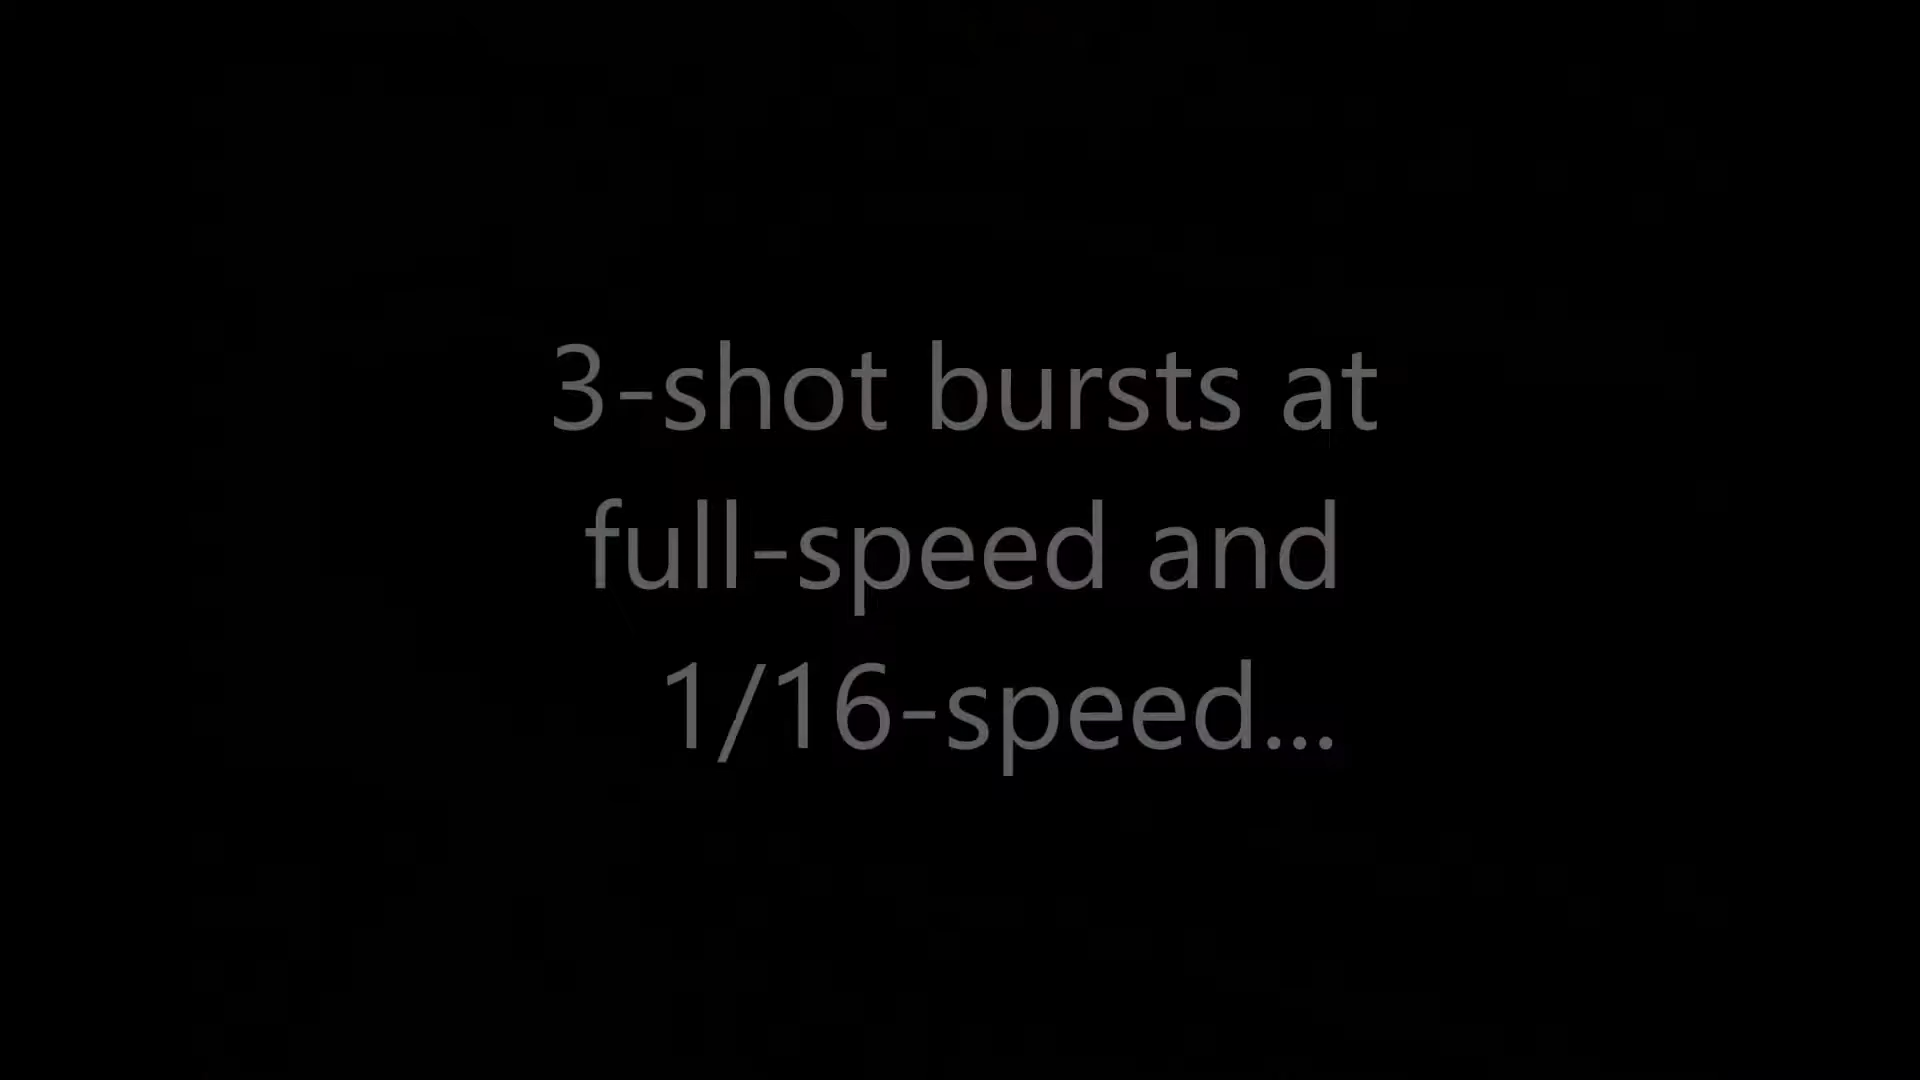 3-shot bursts at
full-speed and
1/16-speed...